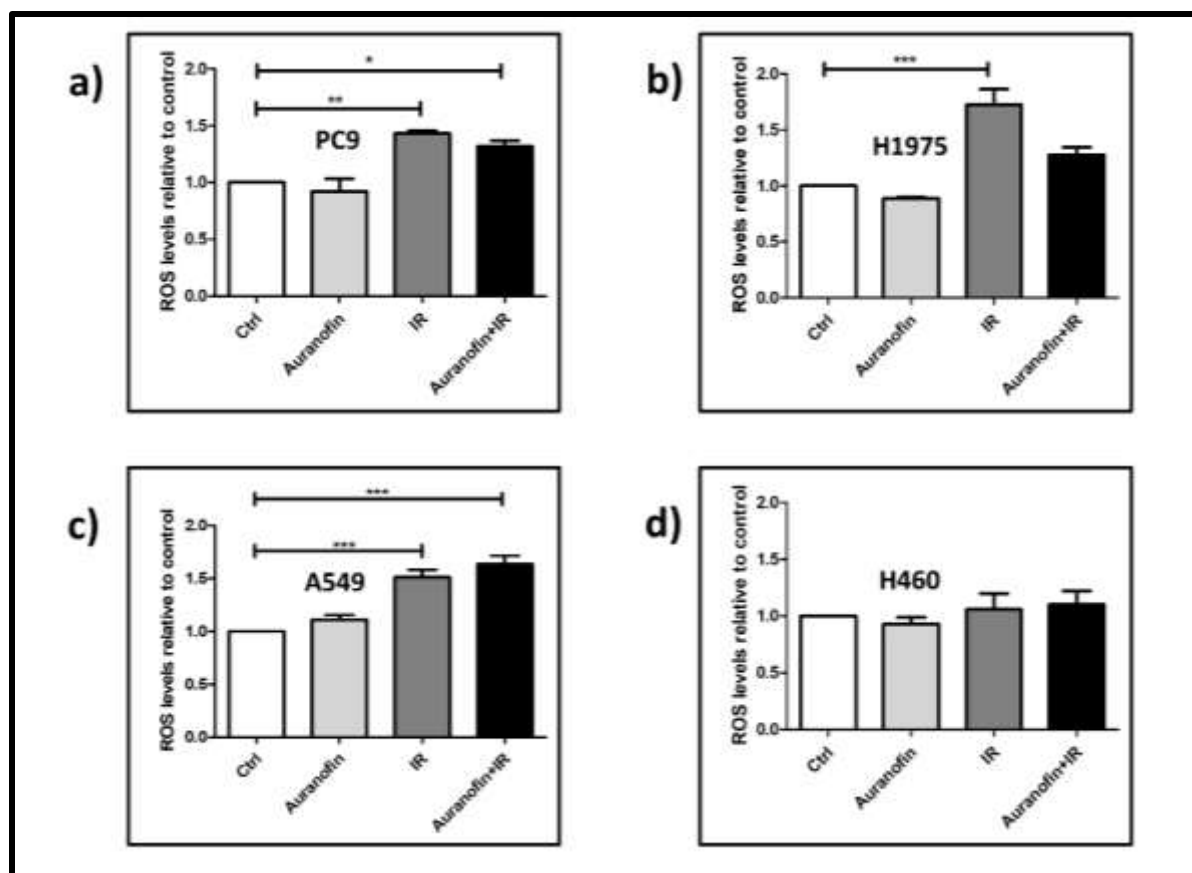 a)
ROS levels relative to control
2.0
1.5
1.0
0.5
0.0
*
**
PC9
Ctrl
Auranofin
IR
Auranofin+IR
b)
ROS levels relative to control
2.0
1.5
1.0
0.5
0.0
***
H1975
Ctrl
Auranofin
IR
Auranofin+IR
c)
ROS levels relative to control
2.0
1.5
1.0
0.5
0.0
***
***
A549
Ctrl
Auranofin
IR
Auranofin+IR
d)
ROS levels relative to control
2.0
1.5
1.0
0.5
0.0
H460
Ctrl
Auranofin
IR
Auranofin+IR